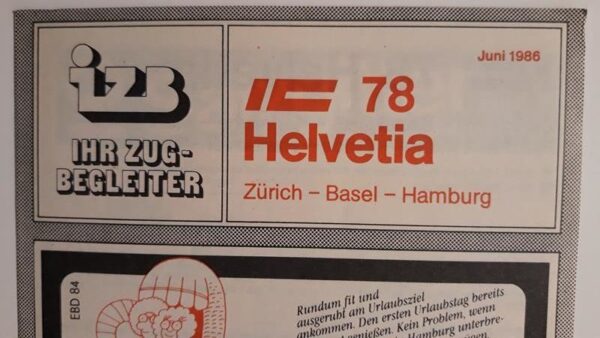 izb
IHR ZUG-
BEGLEITER
Juni 1986
IC 78
Helvetia
Zürich – Basel – Hamburg
EBD 84
Rundum fit und
ausgeruht am Urlaubsziel
ankommen. Den ersten Urlaubstag bereits
genießen. Kein Problem, wenn
Hamburg unterbre-